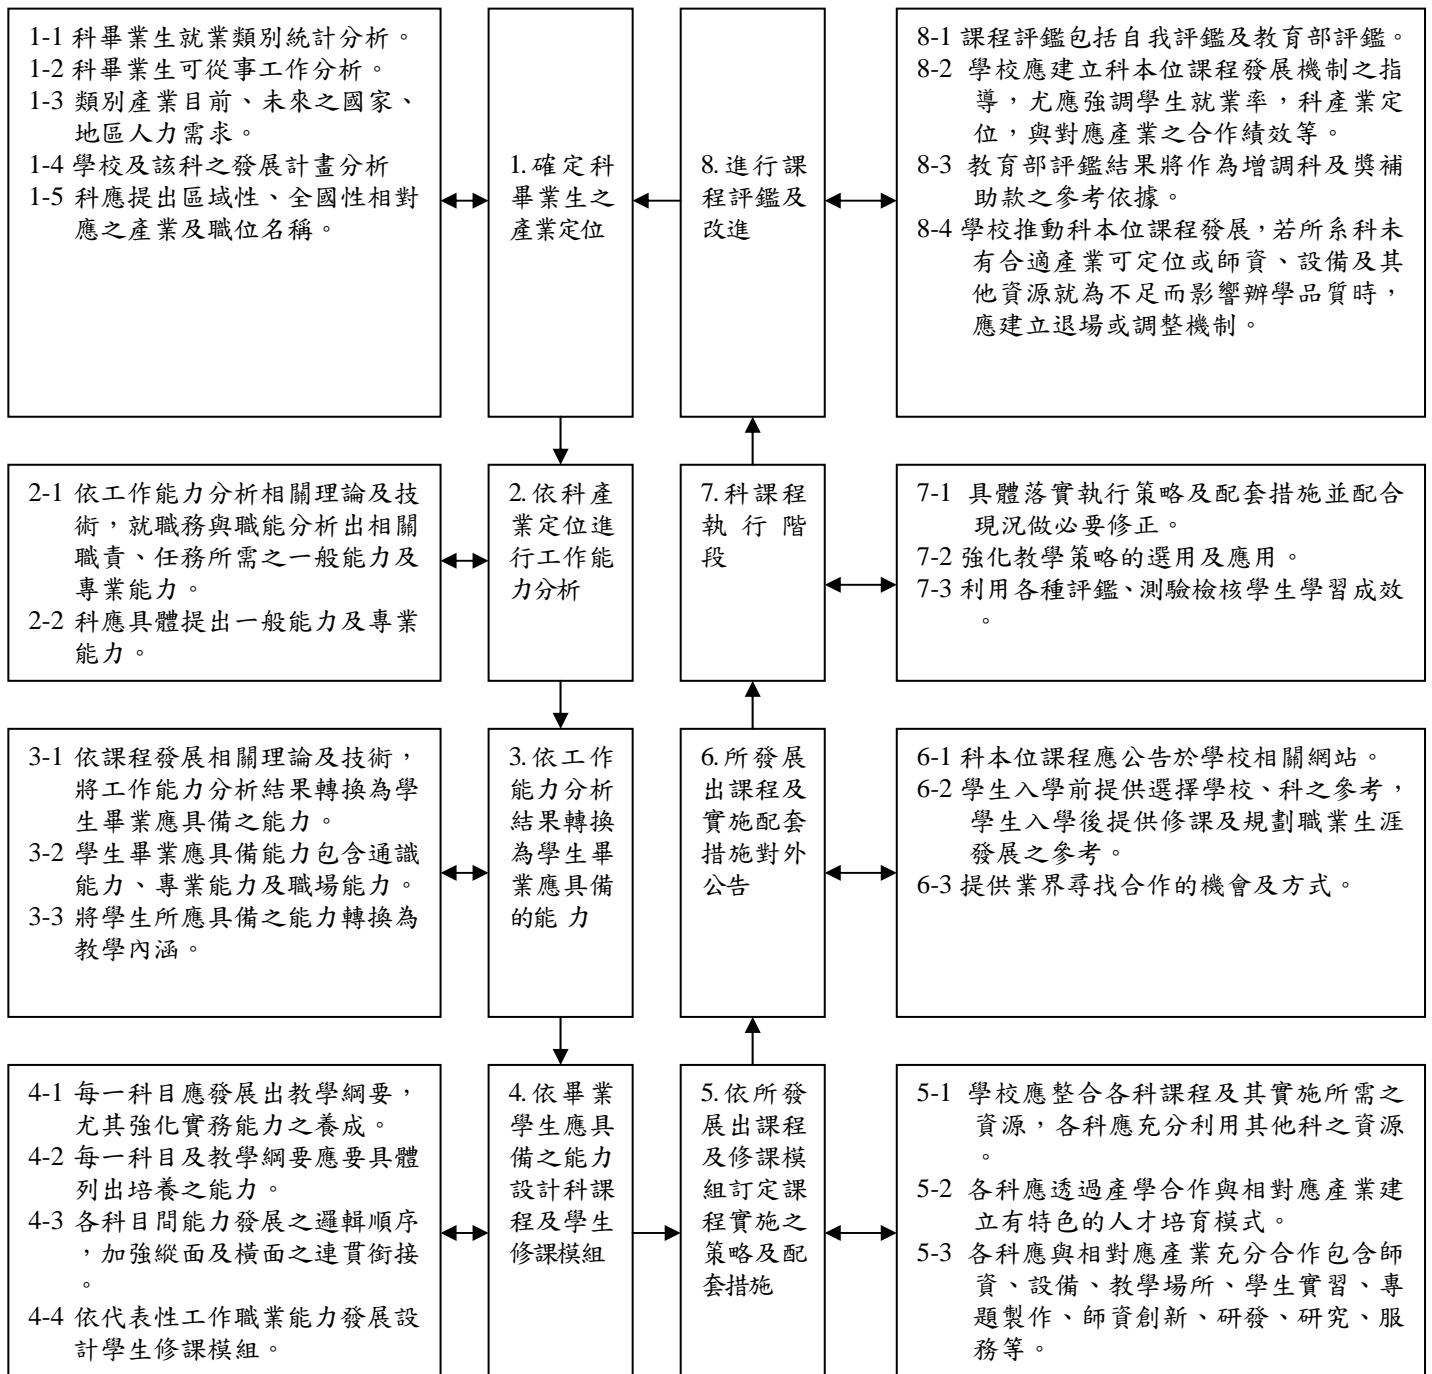 1-1 科畢業生就業類別統計分析。
1-2 科畢業生可從事工作分析。
1-3 類別產業目前、未來之國家、
地區人力需求。
1-4 學校及該科之發展計畫分析
1-5 科應提出區域性、全國性相對
應之產業及職位名稱。
1.確定科
畢業生之
產業定位
8.進行課
程評鑑及
改進
8-1 課程評鑑包括自我評鑑及教育部評鑑。
8-2 學校應建立科本位課程發展機制之指
導，尤應強調學生就業率，科產業定
位，與對應產業之合作績效等。
8-3 教育部評鑑結果將作為增調科及獎補
助款之參考依據。
8-4 學校推動科本位課程發展，若所系科未
有合適產業可定位或師資、設備及其
他資源就為不足而影響辦學品質時，
應建立退場或調整機制。
2-1 依工作能力分析相關理論及技
術，就職務與職能分析出相關
職責、任務所需之一般能力及
專業能力。
2-2 科應具體提出一般能力及專業
能力。
2.依科產
業定位進
行工作能
力分析
7.科課程
執 行 階
段
7-1 具體落實執行策略及配套措施並配合
現況做必要修正。
7-2 強化教學策略的選用及應用。
7-3 利用各種評鑑、測驗檢核學生學習成效
。
3-1 依課程發展相關理論及技術，
將工作能力分析結果轉換為學
生畢業應具備之能力。
3-2 學生畢業應具備能力包含通識
能力、專業能力及職場能力。
3-3 將學生所應具備之能力轉換為
教學內涵。
3.依工作
能力分析
結果轉換
為學生畢
業應具備
的能 力
6.所發展
出課程及
實施配套
措施對外
公告
6-1 科本位課程應公告於學校相關網站。
6-2 學生入學前提供選擇學校、科之參考，
學生入學後提供修課及規劃職業生涯
發展之參考。
6-3 提供業界尋找合作的機會及方式。
4-1 每一科目應發展出教學綱要，
尤其強化實務能力之養成。
4-2 每一科目及教學綱要應要具體
列出培養之能力。
4-3 各科目間能力發展之邏輯順序
，加強縱面及橫面之連貫銜接
。
4-4 依代表性工作職業能力發展設
計學生修課模組。
4.依畢業
學生應具
備之能力
設計科課
程及學生
修課模組
5.依所發
展出課程
及修課模
組訂定課
程實施之
策略及配
套措施
5-1 學校應整合各科課程及其實施所需之
資源，各科應充分利用其他科之資源
。
5-2 各科應透過產學合作與相對應產業建
立有特色的人才培育模式。
5-3 各科應與相對應產業充分合作包含師
資、設備、教學場所、學生實習、專
題製作、師資創新、研發、研究、服
務等。